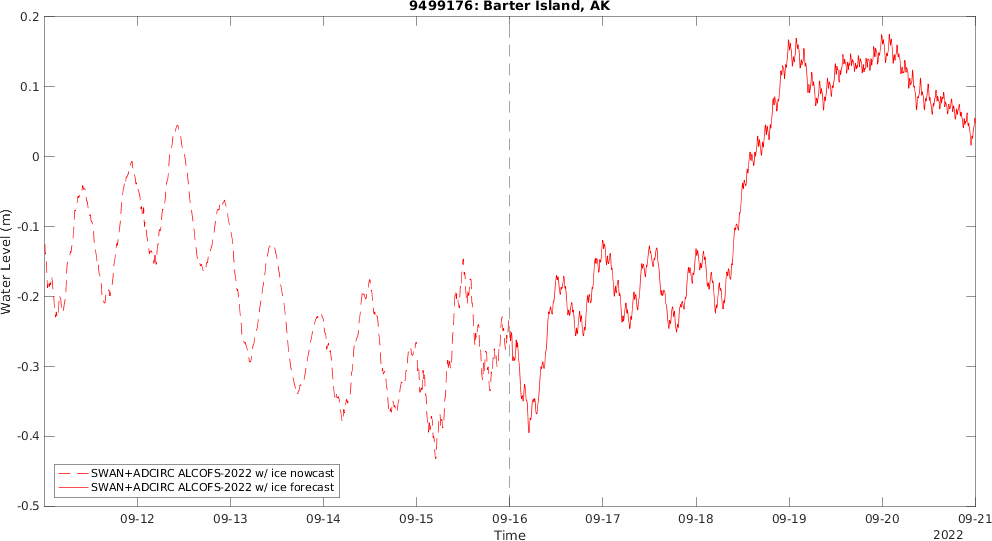 9499176: Barter Island, AK
0.2
0.1
0
-0.1
-0.2
-0.3
-0.4
-0.5
Water Level (m)
SWAN+ADCIRC ALCOFS-2022 w/ ice nowcast
SWAN+ADCIRC ALCOFS-2022 w/ ice forecast
09-12 09-13 09-14 09-15 09-16 09-17 09-18 09-19 09-20 09-21
Time
2022